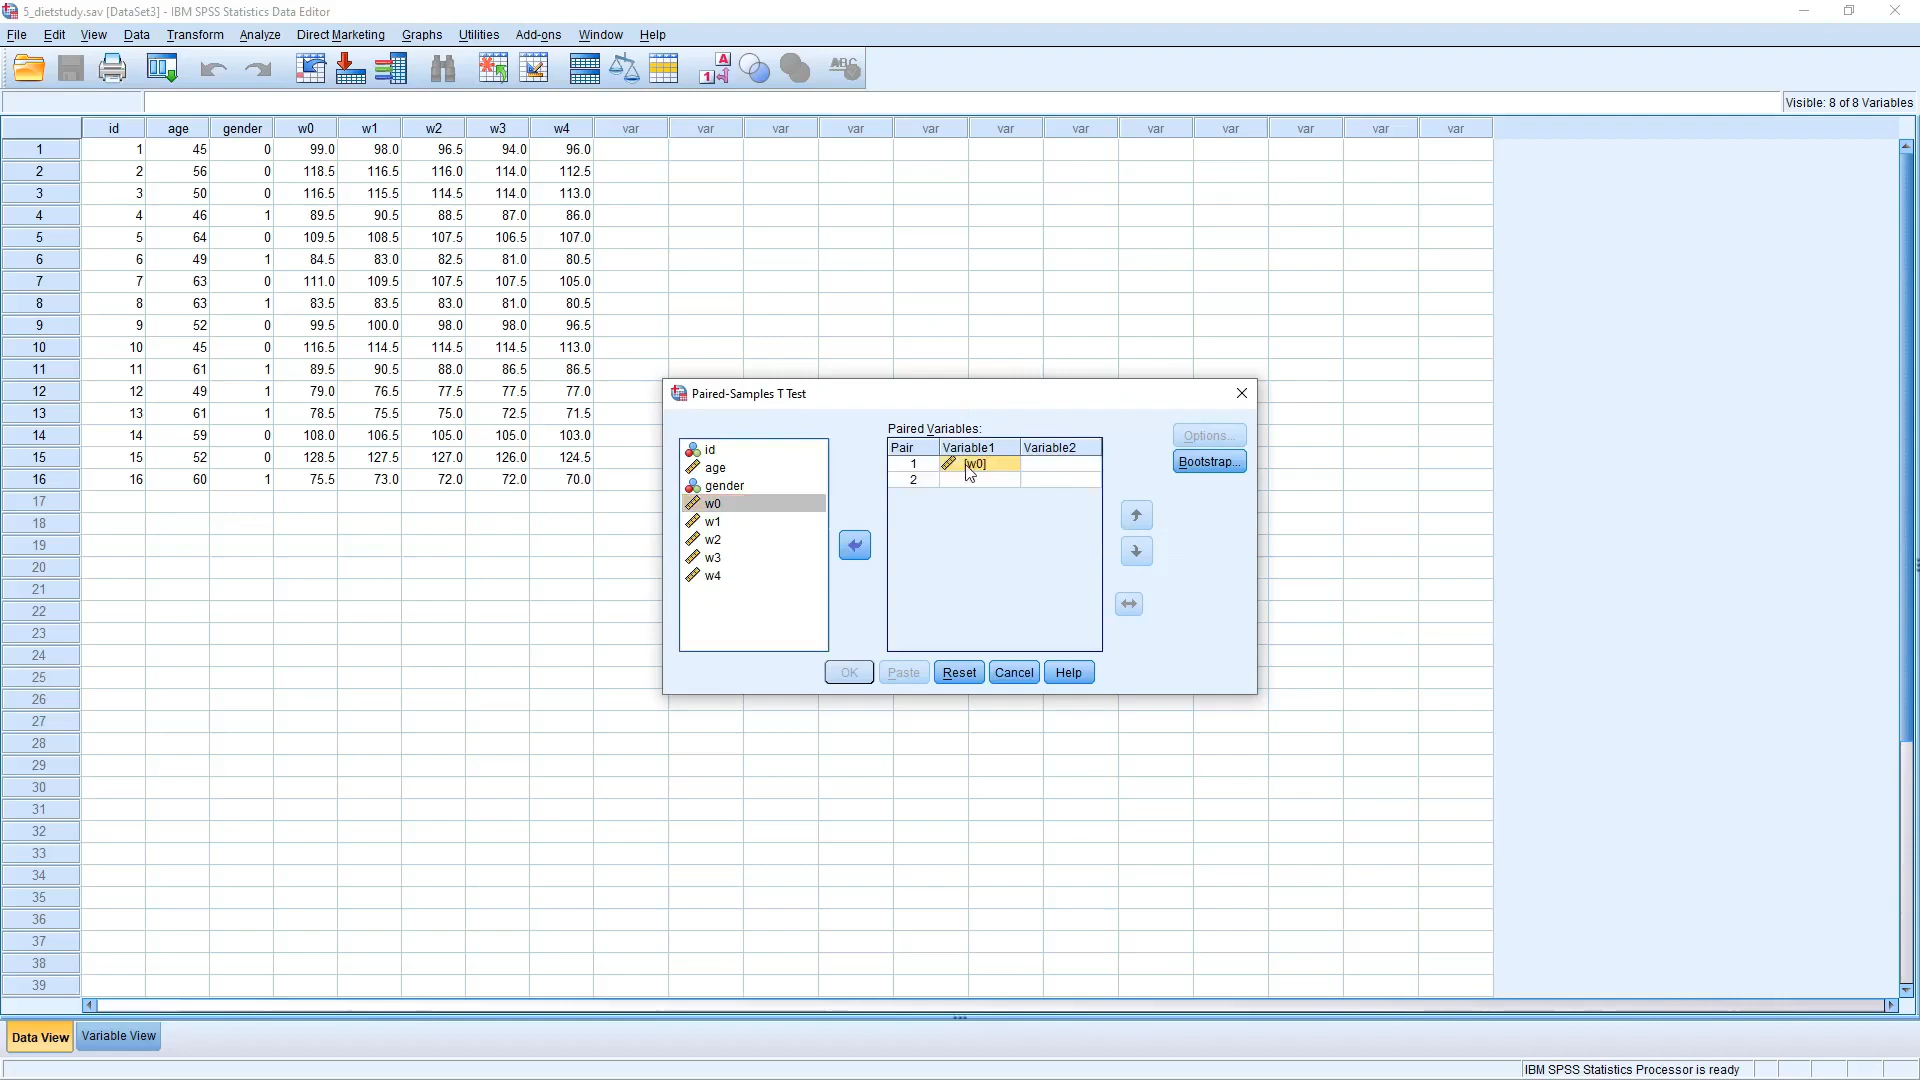 5_dietstudy.sav [DataSet3] - IBM SPSS Statistics Data Editor
File Edit View Data Transform Analyze Direct Marketing Graphs Utilities Add-ons Window Help
Visible: 8 of 8 Variables
id age gender w0 w1 w2 w3 w4 var var var var var var var var var var var var
1 1 45 0 99.0 98.0 96.5 94.0 96.0
2 2 56 0 118.5 116.5 116.0 114.0 112.5
3 3 50 0 116.5 115.5 114.5 114.0 113.0
4 4 46 1 89.5 90.5 88.5 87.0 86.0
5 5 64 0 109.5 108.5 107.5 106.5 107.0
6 6 49 1 84.5 83.0 82.5 81.0 80.5
7 7 63 0 111.0 109.5 107.5 107.5 105.0
8 8 63 1 83.5 83.5 83.0 81.0 80.5
9 9 52 0 99.5 100.0 98.0 98.0 96.5
10 10 45 0 116.5 114.5 114.5 114.5 113.0
11 11 61 1 89.5 90.5 88.0 86.5 86.5
12 12 49 1 79.0 76.5 77.5 77.5 77.0
13 13 61 1 78.5 75.5 75.0 72.5 71.5
14 14 59 0 108.0 106.5 105.0 105.0 103.0
15 15 52 0 128.5 127.5 127.0 126.0 124.5
16 16 60 1 75.5 73.0 72.0 72.0 70.0
17
18
19
20
21
22
23
24
25
26
27
28
29
30
31
32
33
34
35
36
37
38
39
Paired-Samples T Test
id
age
gender
w0
w1
w2
w3
w4
Paired Variables:
Pair Variable1 Variable2
1 [w0]
2
Options...
Bootstrap...
OK Paste Reset Cancel Help
Data View Variable View
IBM SPSS Statistics Processor is ready